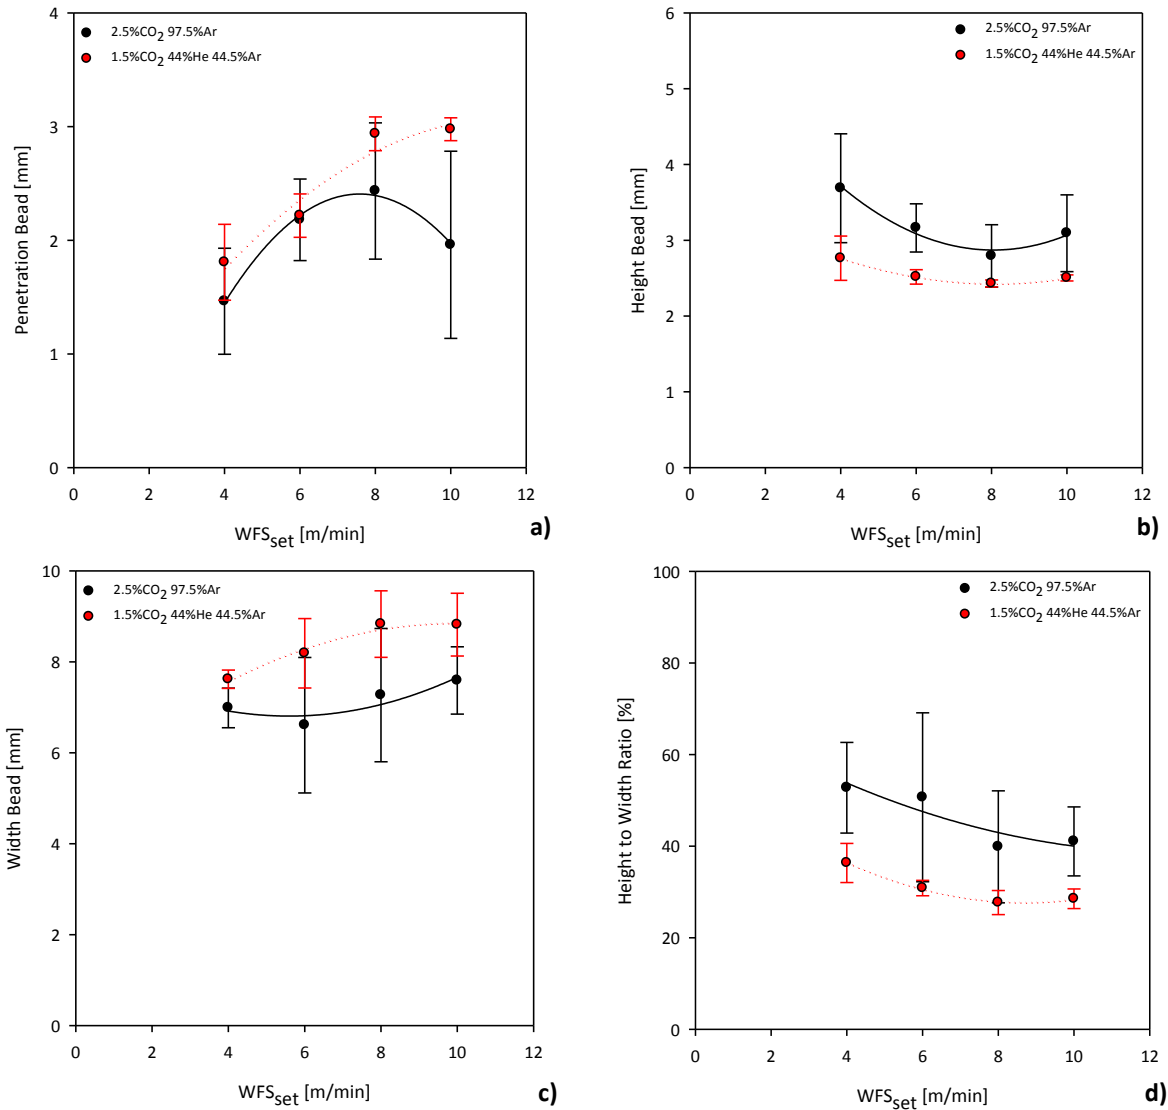 4
3
2
1
0
Penetration Bead [mm]
2.5%CO2 97.5%Ar
1.5%CO2 44%He 44.5%Ar
0 2 4 6 8 10 12
WFSset [m/min]
a)
6
5
4
3
2
1
0
Height Bead [mm]
2.5%CO2 97.5%Ar
1.5%CO2 44%He 44.5%Ar
0 2 4 6 8 10 12
WFSset [m/min]
b)
10
8
6
4
2
0
Width Bead [mm]
2.5%CO2 97.5%Ar
1.5%CO2 44%He 44.5%Ar
0 2 4 6 8 10 12
WFSset [m/min]
c)
100
80
60
40
20
0
Height to Width Ratio [%]
2.5%CO2 97.5%Ar
1.5%CO2 44%He 44.5%Ar
0 2 4 6 8 10 12
WFSset [m/min]
d)